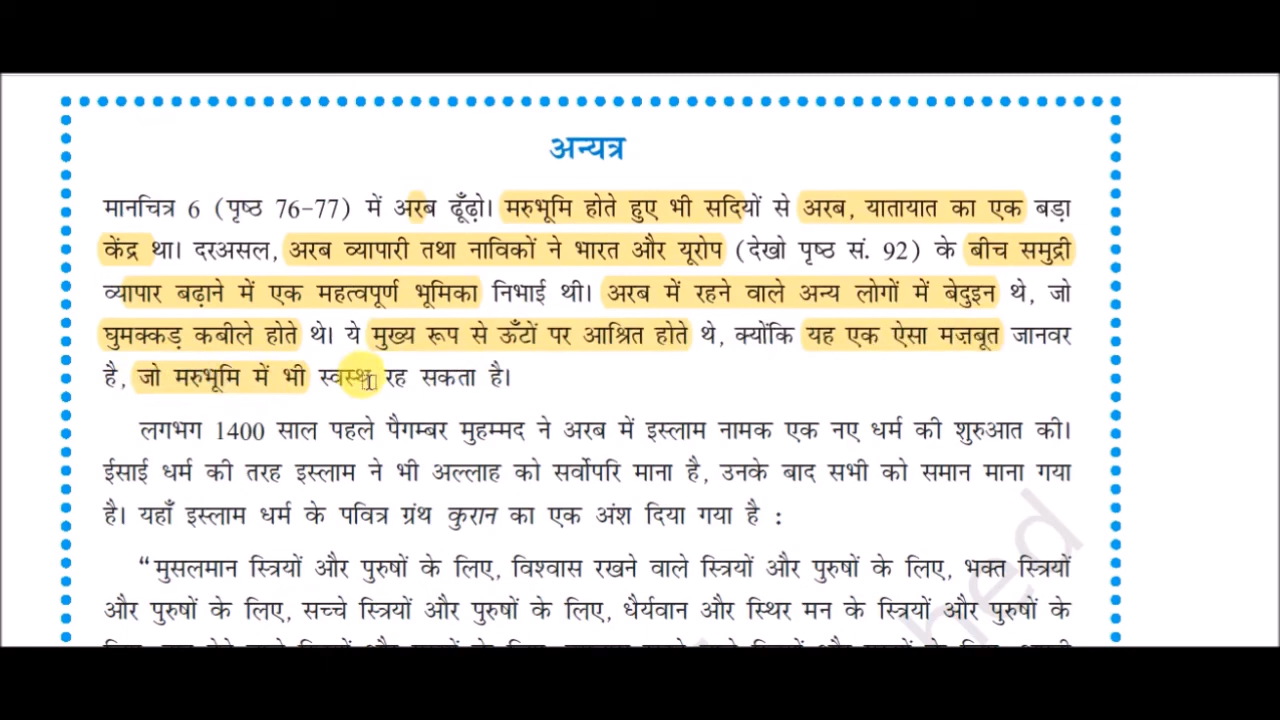 अन्यत्र
मानचित्र 6 (पृष्ठ 76-77) में अरब ढूँढ़ो। मरुभूमि होते हुए भी सदियों से अरब, यातायात का एक बड़ा
केंद्र था। दरअसल, अरब व्यापारी तथा नाविकों ने भारत और यूरोप (देखो पृष्ठ सं. 92) के बीच समुद्री
व्यापार बढ़ाने में एक महत्वपूर्ण भूमिका निभाई थी। अरब में रहने वाले अन्य लोगों में बेदुइन थे, जो
घुमक्कड़ कबीले होते थे। ये मुख्य रूप से ऊँटों पर आश्रित होते थे, क्योंकि यह एक ऐसा मज़बूत जानवर
है, जो मरुभूमि में भी स्वस्थ रह सकता है।
लगभग 1400 साल पहले पैगम्बर मुहम्मद ने अरब में इस्लाम नामक एक नए धर्म की शुरुआत की।
ईसाई धर्म की तरह इस्लाम ने भी अल्लाह को सर्वोपरि माना है, उनके बाद सभी को समान माना गया
है। यहाँ इस्लाम धर्म के पवित्र ग्रंथ कुरान का एक अंश दिया गया है :
“मुसलमान स्त्रियों और पुरुषों के लिए, विश्वास रखने वाले स्त्रियों और पुरुषों के लिए, भक्त स्त्रियों
और पुरुषों के लिए, सच्चे स्त्रियों और पुरुषों के लिए, धैर्यवान और स्थिर मन के स्त्रियों और पुरुषों के